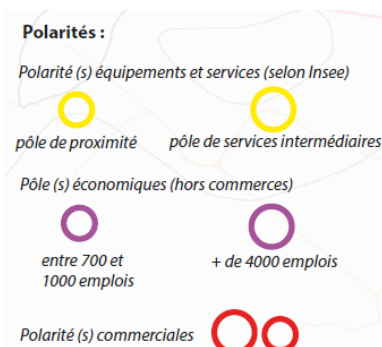 Polarités :
Polarité (s) équipements et services (selon Insee)
pôle de proximité
pôle de services intermédiaires
Pôle (s) économiques (hors commerces)
entre 700 et
1000 emplois
+ de 4000 emplois
Polarité (s) commerciales